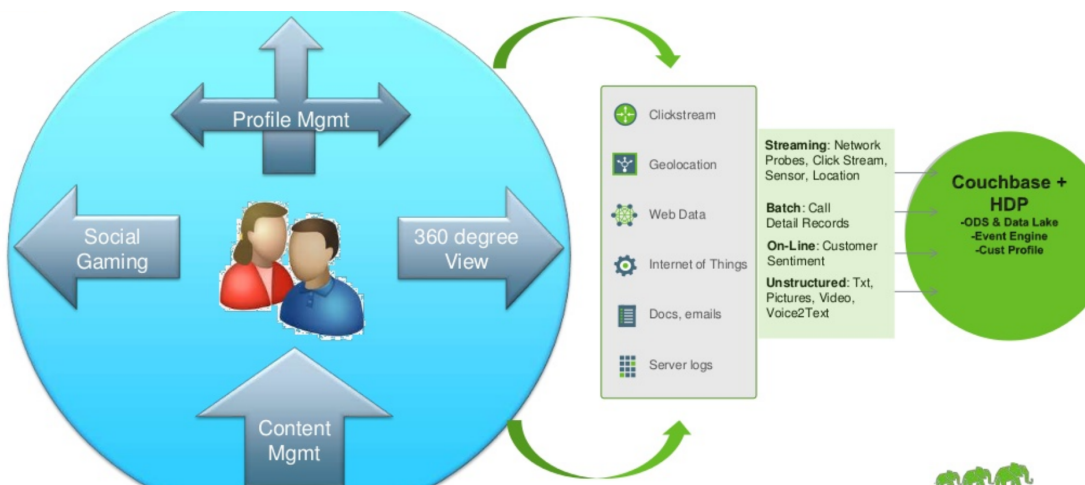 Profile Mgmt
Social
Gaming
360 degree
View
Content
Mgmt
Clickstream
Geolocation
Web Data
Internet of Things
Docs, emails
Server logs
Streaming: Network
Probes, Click Stream,
Sensor, Location
Batch: Call
Detail Records
On-Line: Customer
Sentiment
Unstructured: Txt,
Pictures, Video,
Voice2Text
Couchbase +
HDP
-ODS & Data Lake
-Event Engine
-Cust Profile